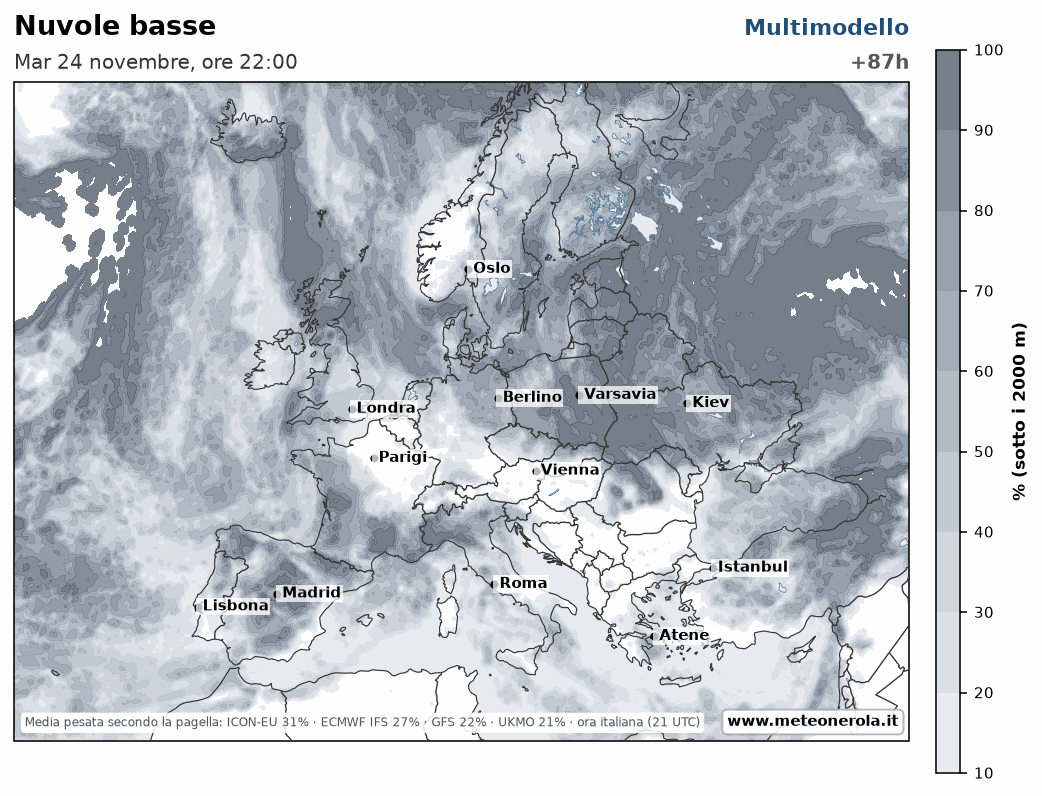 Nuvole basse
Multimodello
Mar 24 novembre, ore 22:00
+87h
100
90
80
70
60
50
40
30
20
10
% (sotto i 2000 m)
Oslo
Londra
Berlino
Varsavia
Kiev
Parigi
Vienna
Istanbul
Roma
Madrid
Lisbona
Atene
Media pesata secondo la pagella: ICON-EU 31% · ECMWF IFS 27% · GFS 22% · UKMO 21% · ora italiana (21 UTC)
www.meteonerola.it